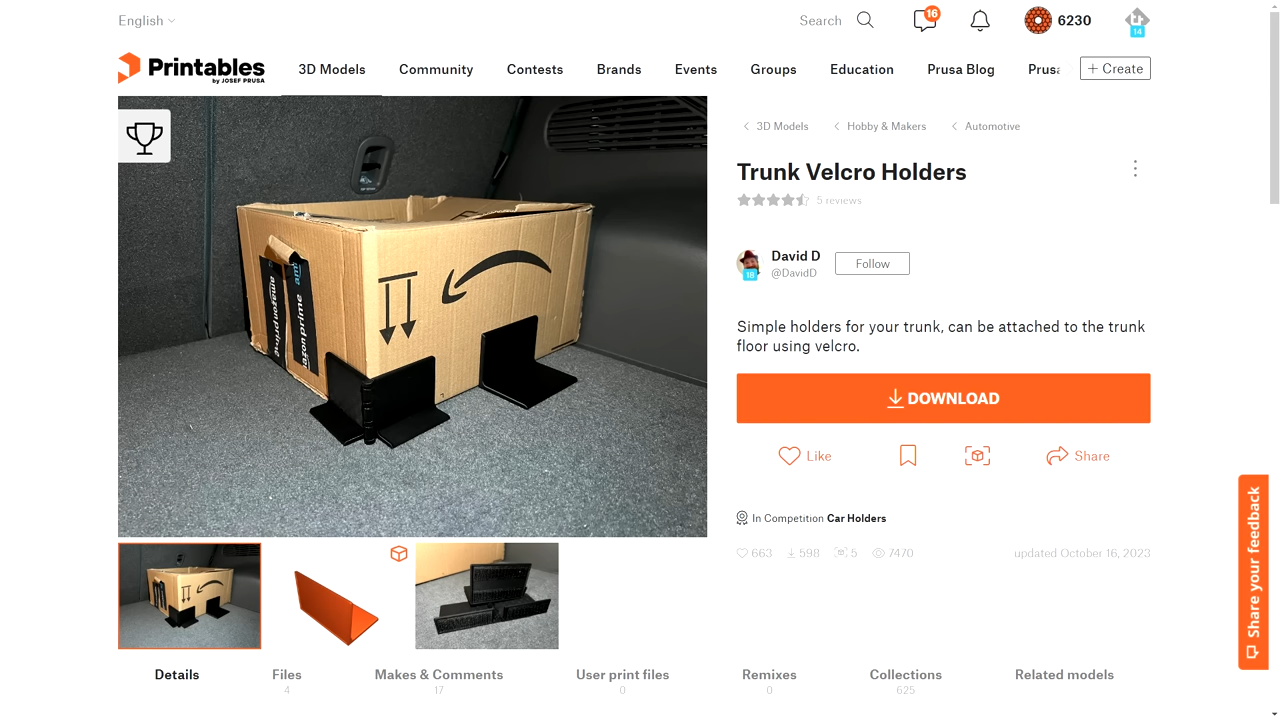 English
Search
16
6230
14
Printables
by JOSEF PRUSA
3D Models
Community
Contests
Brands
Events
Groups
Education
Prusa Blog
Prusa
+ Create
3D Models
Hobby & Makers
Automotive
Trunk Velcro Holders
5 reviews
David D
@DavidD
18
Follow
Simple holders for your trunk, can be attached to the trunk
floor using velcro.
DOWNLOAD
Like
Share
In Competition Car Holders
663
598
5
7470
updated October 16, 2023
Share your feedback
amazon prime
Details
Files
4
Makes & Comments
17
User print files
0
Remixes
0
Collections
625
Related models